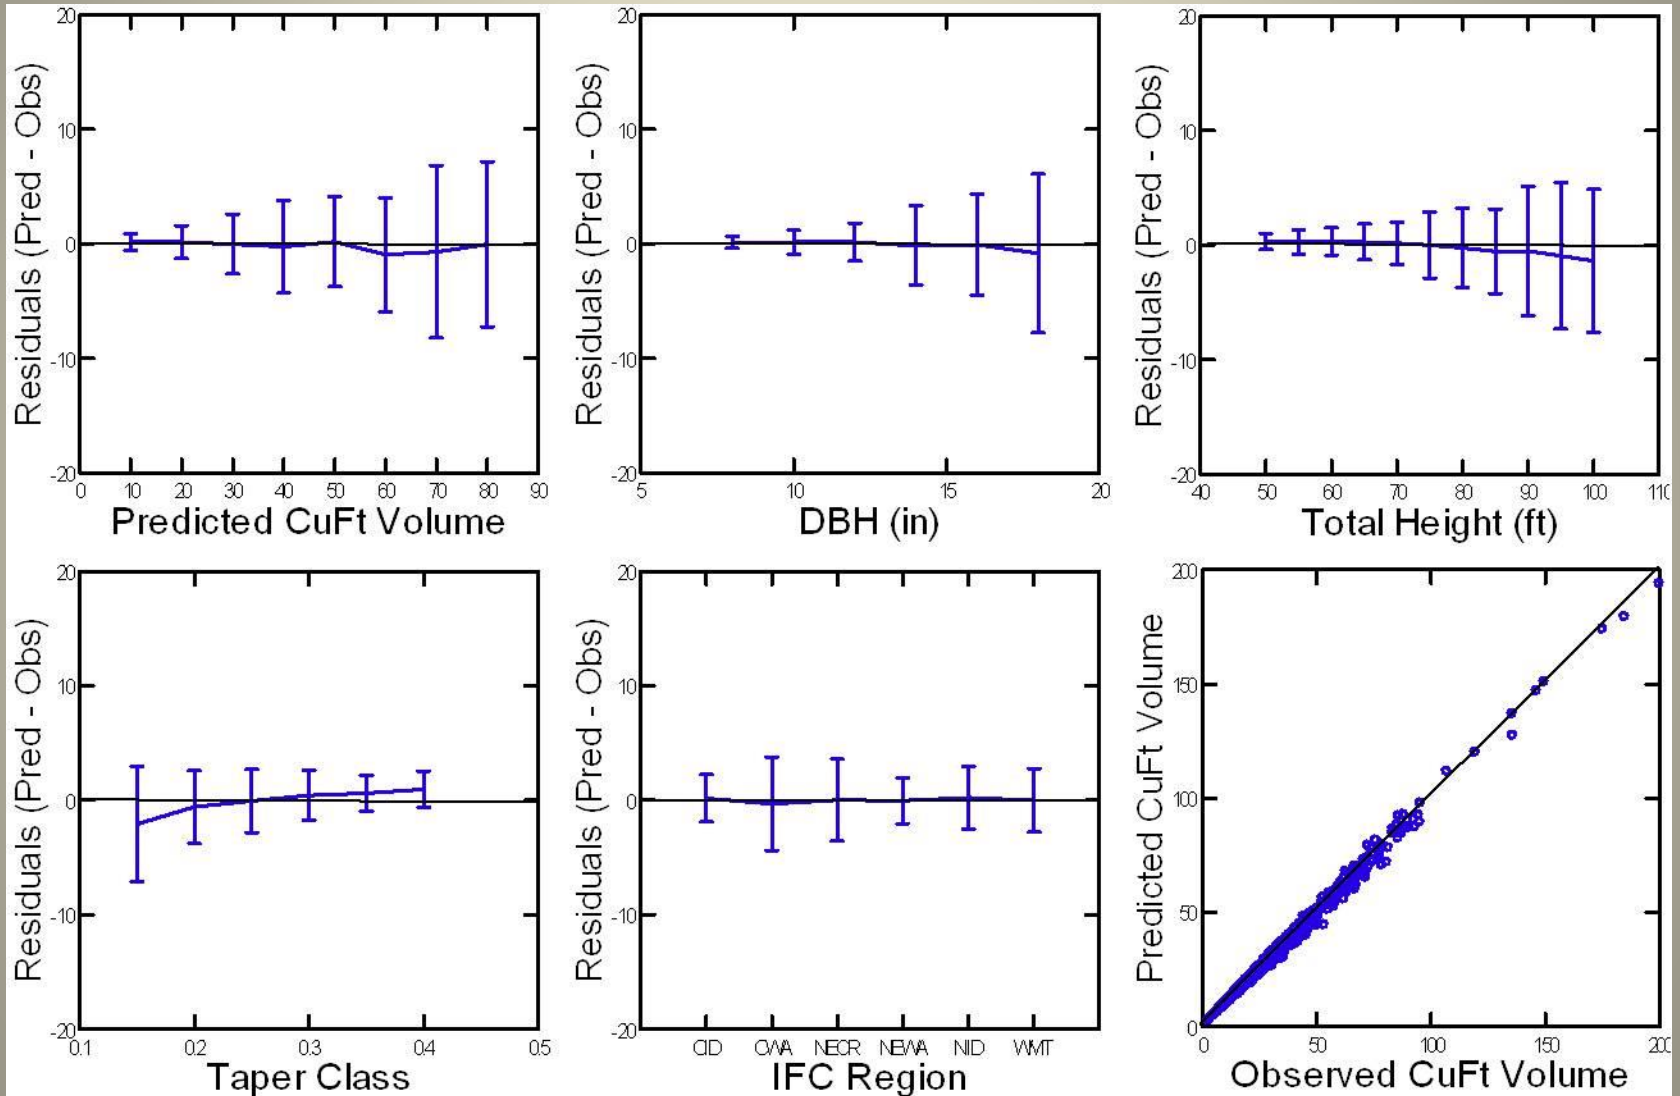 20
10
0
-10
-20
Residuals (Pred - Obs)
0 10 20 30 40 50 60 70 80 90
Predicted CuFt Volume
20
10
0
-10
-20
Residuals (Pred - Obs)
5 10 15 20
DBH (in)
20
10
0
-10
-20
Residuals (Pred - Obs)
40 50 60 70 80 90 100 110
Total Height (ft)
20
10
0
-10
-20
Residuals (Pred - Obs)
0.1 0.2 0.3 0.4 0.5
Taper Class
20
10
0
-10
-20
Residuals (Pred - Obs)
CID CWA NECR NEWA NID WMT
IFC Region
200
150
100
50
0
Predicted CuFt Volume
0 50 100 150 200
Observed CuFt Volume